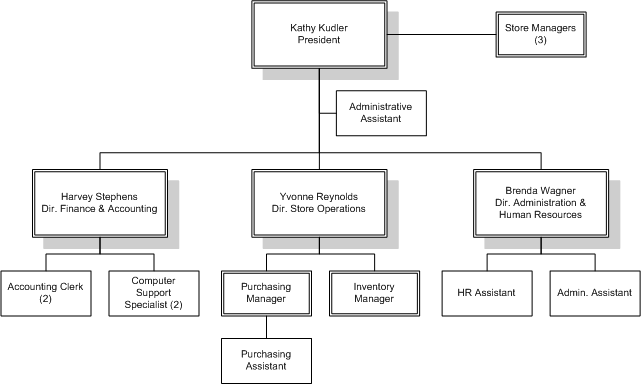 Kathy Kudler
President
Store Managers
(3)
Administrative
Assistant
Harvey Stephens
Dir. Finance & Accounting
Yvonne Reynolds
Dir. Store Operations
Brenda Wagner
Dir. Administration &
Human Resources
Accounting Clerk
(2)
Computer
Support
Specialist (2)
Purchasing
Manager
Inventory
Manager
HR Assistant
Admin. Assistant
Purchasing
Assistant